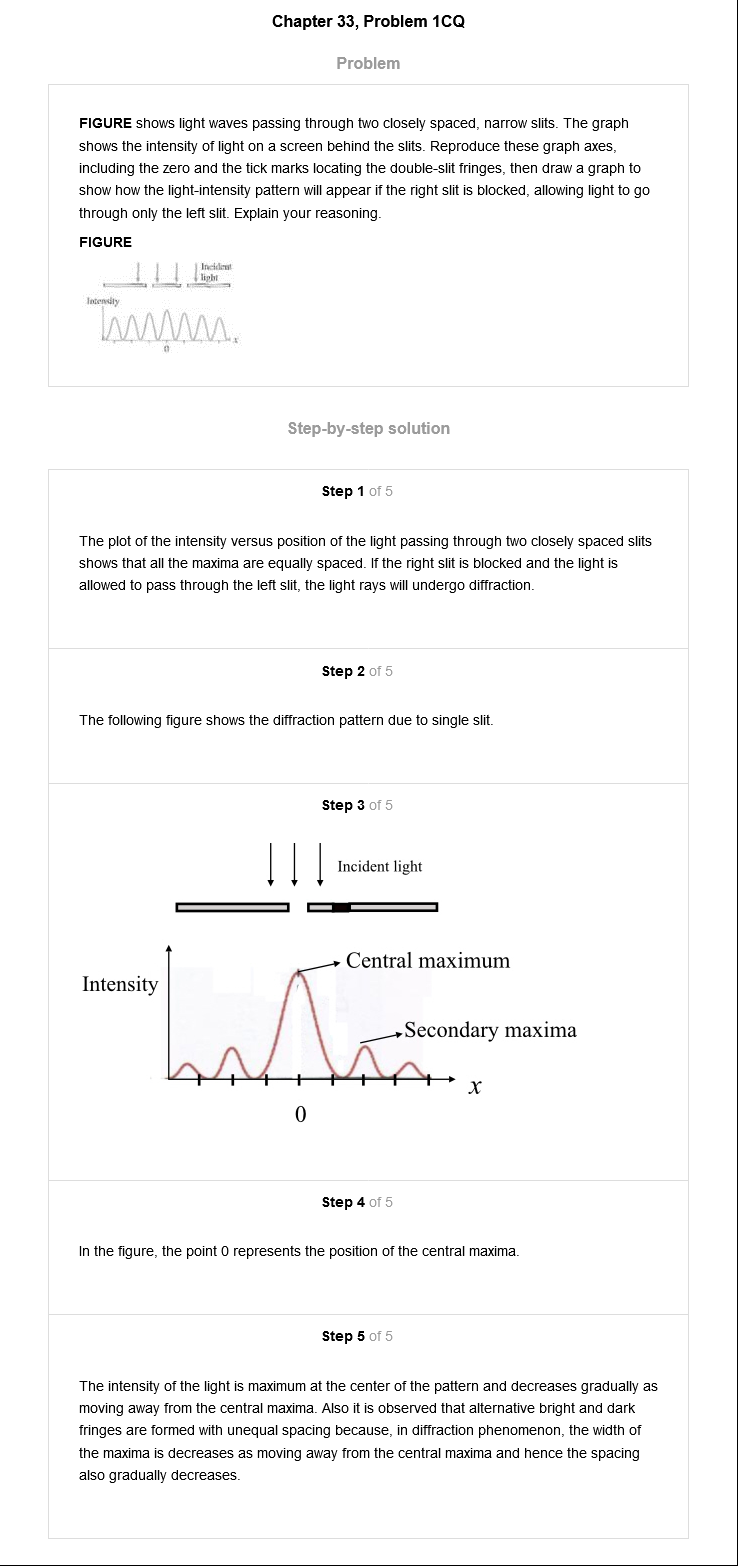 Chapter 33, Problem 1CQ
Problem
FIGURE shows light waves passing through two closely spaced, narrow slits. The graph
shows the intensity of light on a screen behind the slits. Reproduce these graph axes,
including the zero and the tick marks locating the double-slit fringes, then draw a graph to
show how the light-intensity pattern will appear if the right slit is blocked, allowing light to go
through only the left slit. Explain your reasoning.
FIGURE
Incident
light
Intensity
x
0
Step-by-step solution
Step 1 of 5
The plot of the intensity versus position of the light passing through two closely spaced slits
shows that all the maxima are equally spaced. If the right slit is blocked and the light is
allowed to pass through the left slit, the light rays will undergo diffraction.
Step 2 of 5
The following figure shows the diffraction pattern due to single slit.
Step 3 of 5
Incident light
Central maximum
Intensity
Secondary maxima
x
0
Step 4 of 5
In the figure, the point 0 represents the position of the central maxima.
Step 5 of 5
The intensity of the light is maximum at the center of the pattern and decreases gradually as
moving away from the central maxima. Also it is observed that alternative bright and dark
fringes are formed with unequal spacing because, in diffraction phenomenon, the width of
the maxima is decreases as moving away from the central maxima and hence the spacing
also gradually decreases.